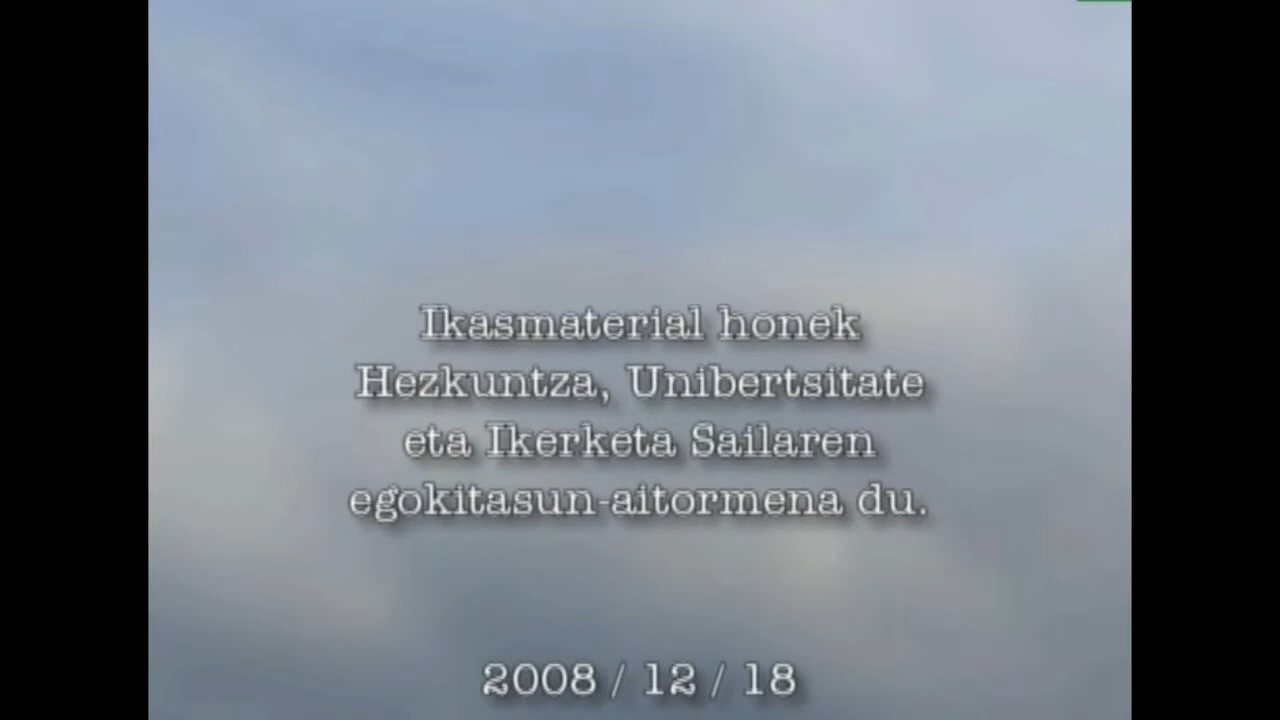 Ikasmaterial honek
Hezkuntza, Unibertsitate
eta Ikerketa Sailaren
egokitasun-aitormena du.
2008 / 12 / 18